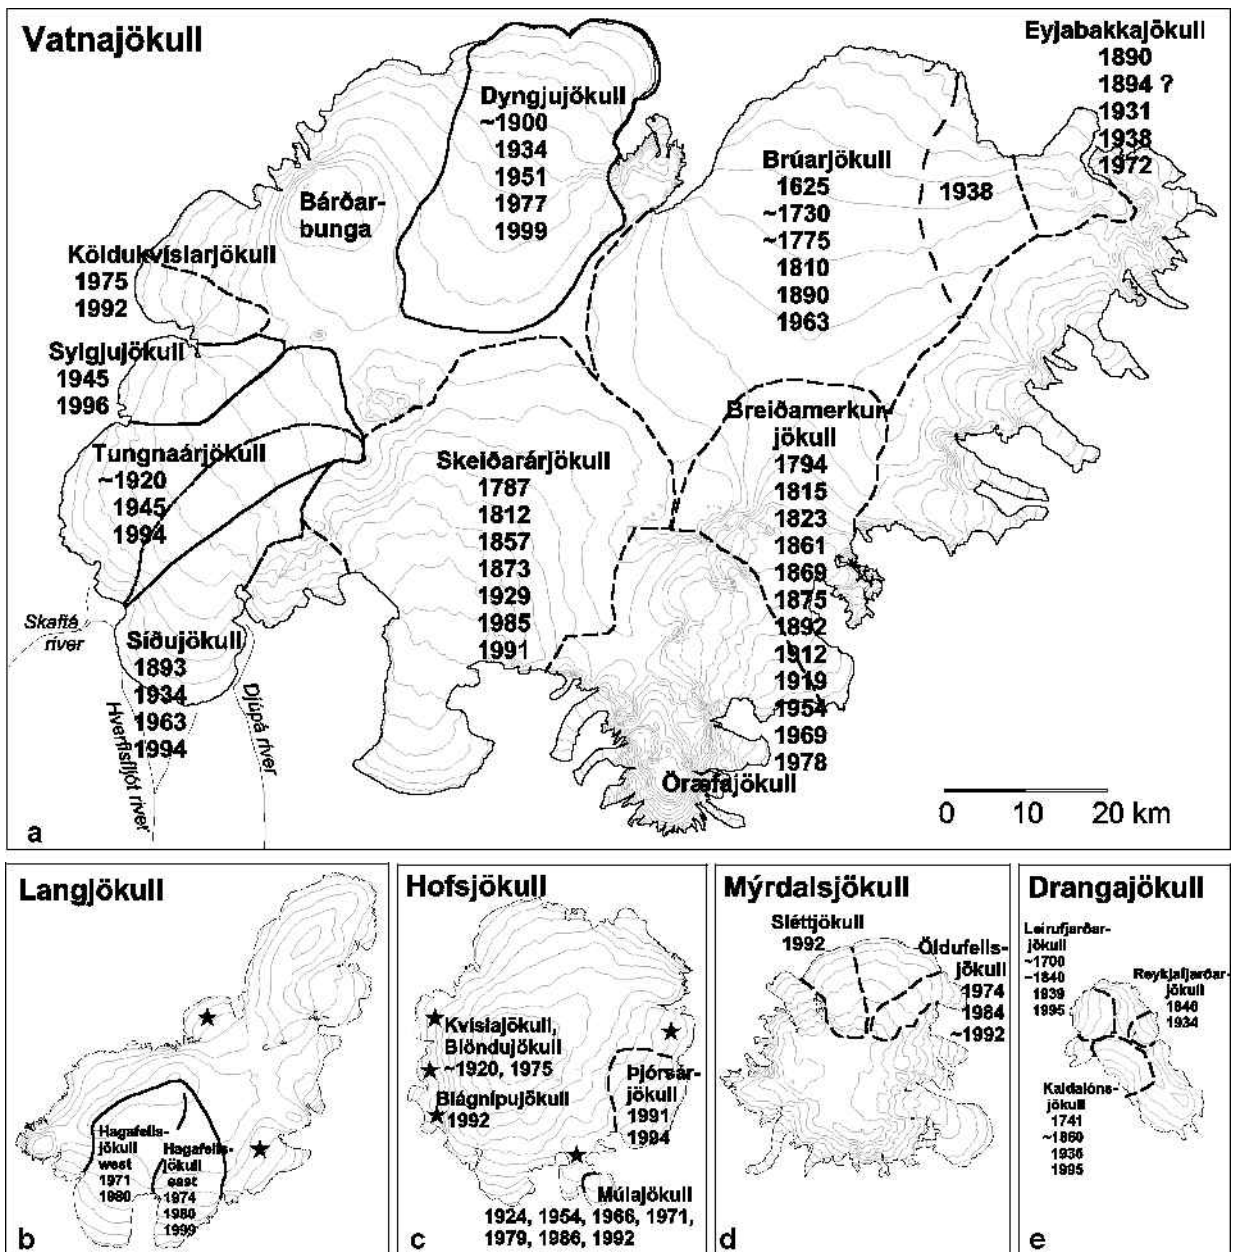 Vatnajökull
Eyjabakkajökull
1890
1894 ?
1931
1938
1972
Dyngjujökull
~1900
1934
1951
1977
1999
Brúarjökull
1625
~1730
~1775
1810
1890
1963
1938
Bárðar-
bunga
Köldukvíslarjökull
1975
1992
Sylgjujökull
1945
1996
Tungnaárjökull
~1920
1945
1994
Skeiðarárjökull
1787
1812
1857
1873
1929
1985
1991
Breiðamerkur-
jökull
1794
1815
1823
1861
1869
1875
1892
1912
1919
1954
1969
1978
Skaftá
river
Síðujökull
1893
1934
1963
1994
Hverfisfljót river
Djúpá river
Öræfajökull
0 10 20 km
a
Langjökull
Hagafells-
jökull
west
1971
1980
Hagafells-
jökull
east
1974
1980
1999
b
Hofsjökull
Kvíslajökull,
Blöndujökull
~1920, 1975
Blágnípujökull
1992
Þjórsár-
jökull
1991
1994
Múlajökull
1924, 1954, 1966, 1971,
1979, 1986, 1992
c
Mýrdalsjökull
Sléttjökull
1992
Öldufells-
jökull
1974
1984
~1992
d
Drangajökull
Leirufjarðar-
jökull
~1700
~1840
1939
1995
Reykjafjarðar-
jökull
1846
1934
Kaldalóns-
jökull
1741
~1860
1936
1995
e